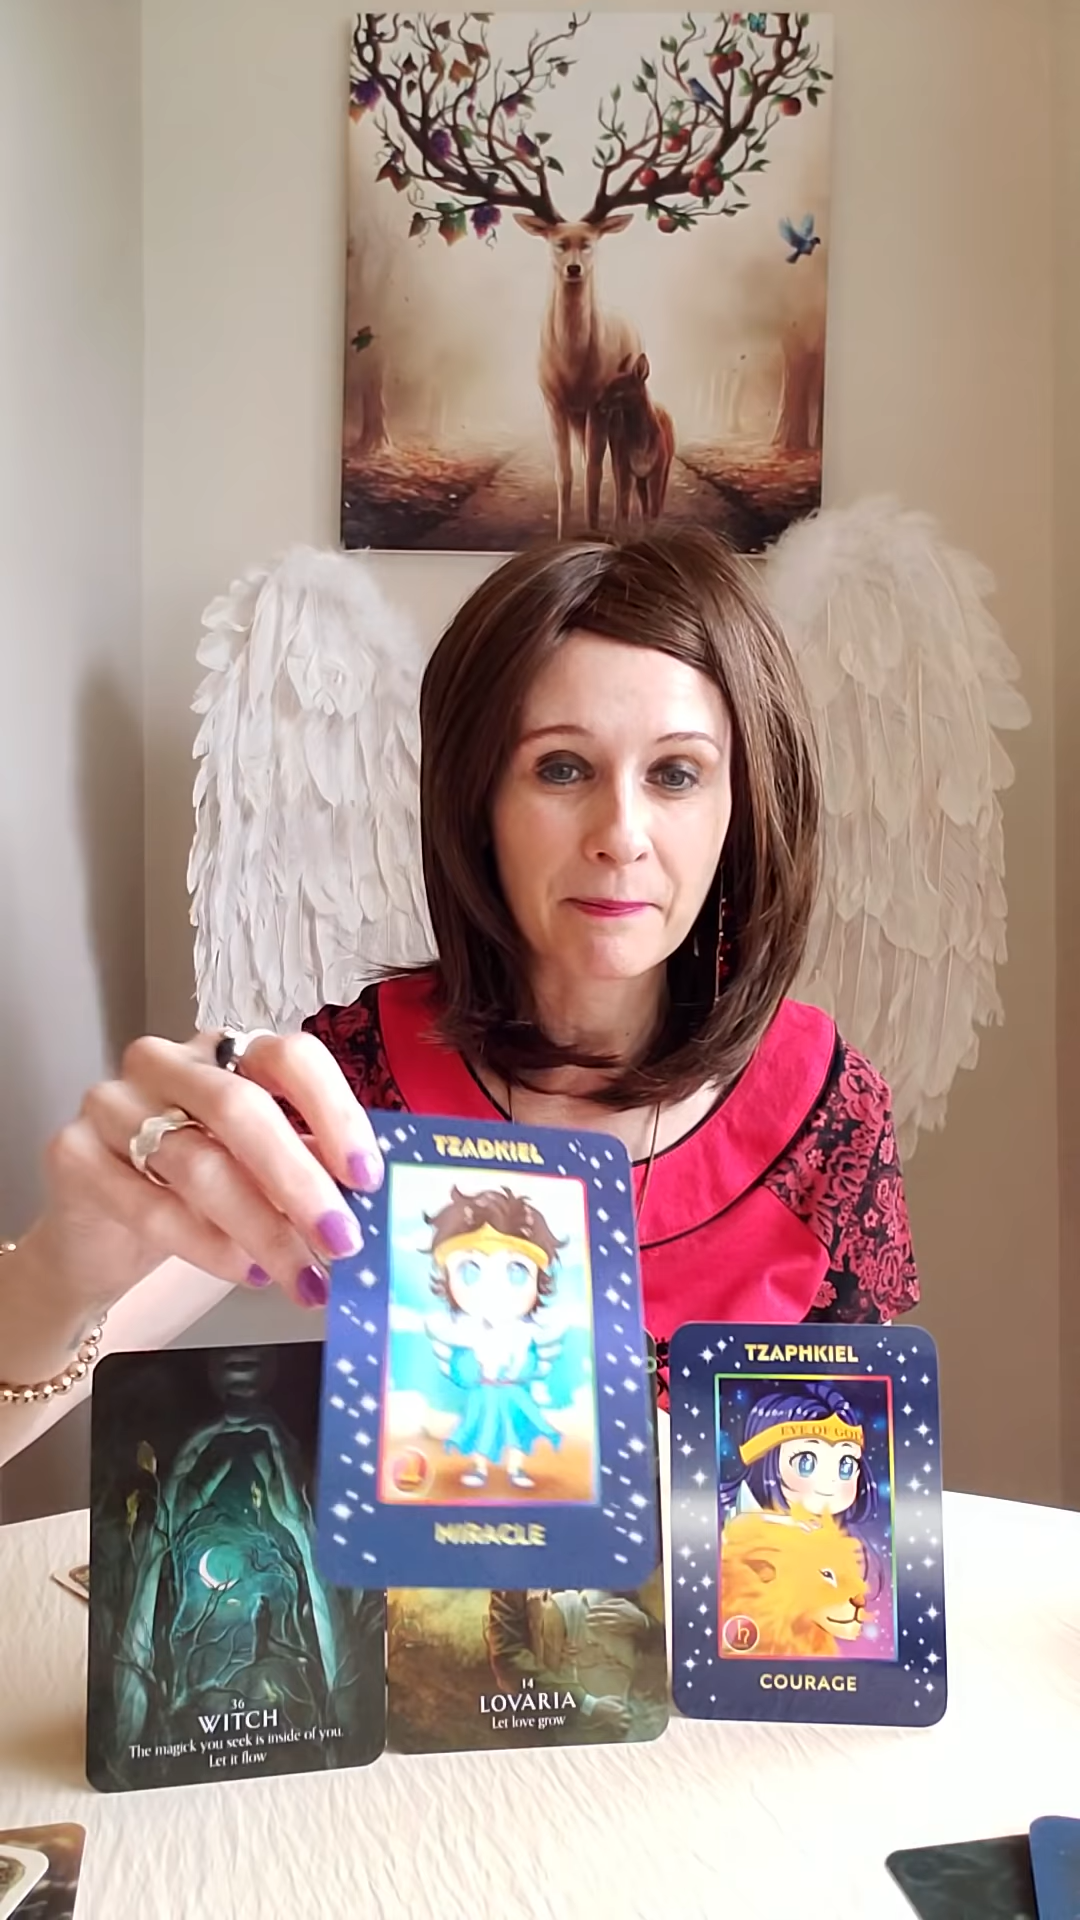 TZADKIEL
MIRACLE
TZAPHKIEL
EYE OF GOD
COURAGE
36
WITCH
The magick you seek is inside of you.
Let it flow
14
LOVARIA
Let love grow